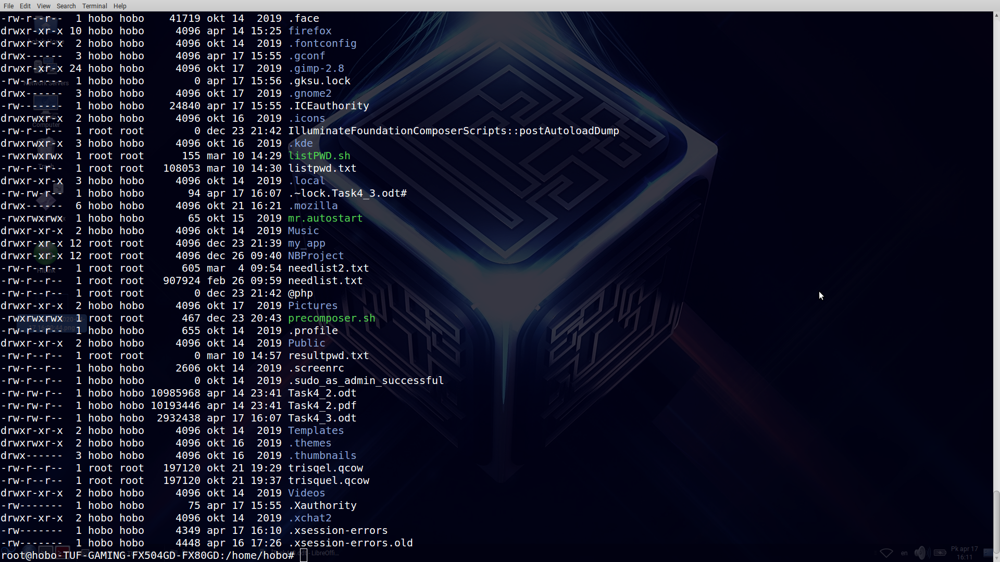 File Edit View Search Terminal Help
-rw-r--r--  1 hobo hobo    41719 okt 14  2019 .face
drwxr-xr-x 10 hobo hobo     4096 apr 14 15:25 firefox
drwxr-xr-x  2 hobo hobo     4096 okt 14  2019 .fontconfig
drwx------  3 hobo hobo     4096 apr 17 15:55 .gconf
drwxr-xr-x 24 hobo hobo     4096 okt 17  2019 .gimp-2.8
-rw-r-----  1 hobo hobo        0 apr 17 15:56 .gksu.lock
drwx------  3 hobo hobo     4096 okt 17  2019 .gnome2
-rw-------  1 hobo hobo    24840 apr 17 15:55 .ICEauthority
drwxrwxr-x  2 hobo hobo     4096 okt 16  2019 .icons
-rw-r--r--  1 root root        0 dec 23 21:42 IlluminateFoundationComposerScripts::postAutoloadDump
drwxrwxr-x  3 hobo hobo     4096 okt 16  2019 .kde
-rwxrwxrwx  1 root root      155 mar 10 14:29 listPWD.sh
-rw-r--r--  1 root root   108053 mar 10 14:30 listpwd.txt
drwxr-xr-x  3 hobo hobo     4096 okt 14  2019 .local
-rw-rw-r--  1 hobo hobo       94 apr 17 16:07 .~lock.Task4_3.odt#
drwx------  6 hobo hobo     4096 okt 21 16:21 .mozilla
-rwxrwxrwx  1 hobo hobo       65 okt 15  2019 mr.autostart
drwxr-xr-x  2 hobo hobo     4096 okt 14  2019 Music
drwxr-xr-x 12 root root     4096 dec 23 21:39 my_app
drwxr-xr-x 12 root root     4096 dec 26 09:40 NBProject
-rw-r--r--  1 root root      605 mar  4 09:54 needlist2.txt
-rw-r--r--  1 root root   907924 feb 26 09:59 needlist.txt
-rw-r--r--  1 root root        0 dec 23 21:42 @php
drwxr-xr-x  2 hobo hobo     4096 okt 17  2019 Pictures
-rwxrwxrwx  1 root root      467 dec 23 20:43 precomposer.sh
-rw-r--r--  1 hobo hobo      655 okt 14  2019 .profile
drwxr-xr-x  2 hobo hobo     4096 okt 14  2019 Public
-rw-r--r--  1 root root        0 mar 10 14:57 resultpwd.txt
-rw-r--r--  1 hobo hobo     2606 okt 14  2019 .screenrc
-rw-r--r--  1 hobo hobo        0 okt 14  2019 .sudo_as_admin_successful
-rw-rw-r--  1 hobo hobo 10985968 apr 14 23:41 Task4_2.odt
-rw-rw-r--  1 hobo hobo 10193446 apr 14 23:41 Task4_2.pdf
-rw-rw-r--  1 hobo hobo  2932438 apr 17 16:07 Task4_3.odt
drwxr-xr-x  2 hobo hobo     4096 okt 14  2019 Templates
drwxrwxr-x  2 hobo hobo     4096 okt 16  2019 .themes
drwx------  3 hobo hobo     4096 okt 16  2019 .thumbnails
-rw-r--r--  1 root root   197120 okt 21 19:29 trisqel.qcow
-rw-r--r--  1 root root   197120 okt 21 19:37 trisquel.qcow
drwxr-xr-x  2 hobo hobo     4096 okt 14  2019 Videos
-rw-------  1 hobo hobo       75 apr 17 15:55 .Xauthority
drwxr-xr-x  2 hobo hobo     4096 okt 14  2019 .xchat2
-rw-------  1 hobo hobo     4349 apr 17 16:10 .xsession-errors
-rw-------  1 hobo hobo     4448 apr 16 17:26 .xsession-errors.old
root@hobo-TUF-GAMING-FX504GD-FX80GD:/home/hobo#
Network Servers
Computer
Trash
HiLink
en
Pk apr 17
16:11